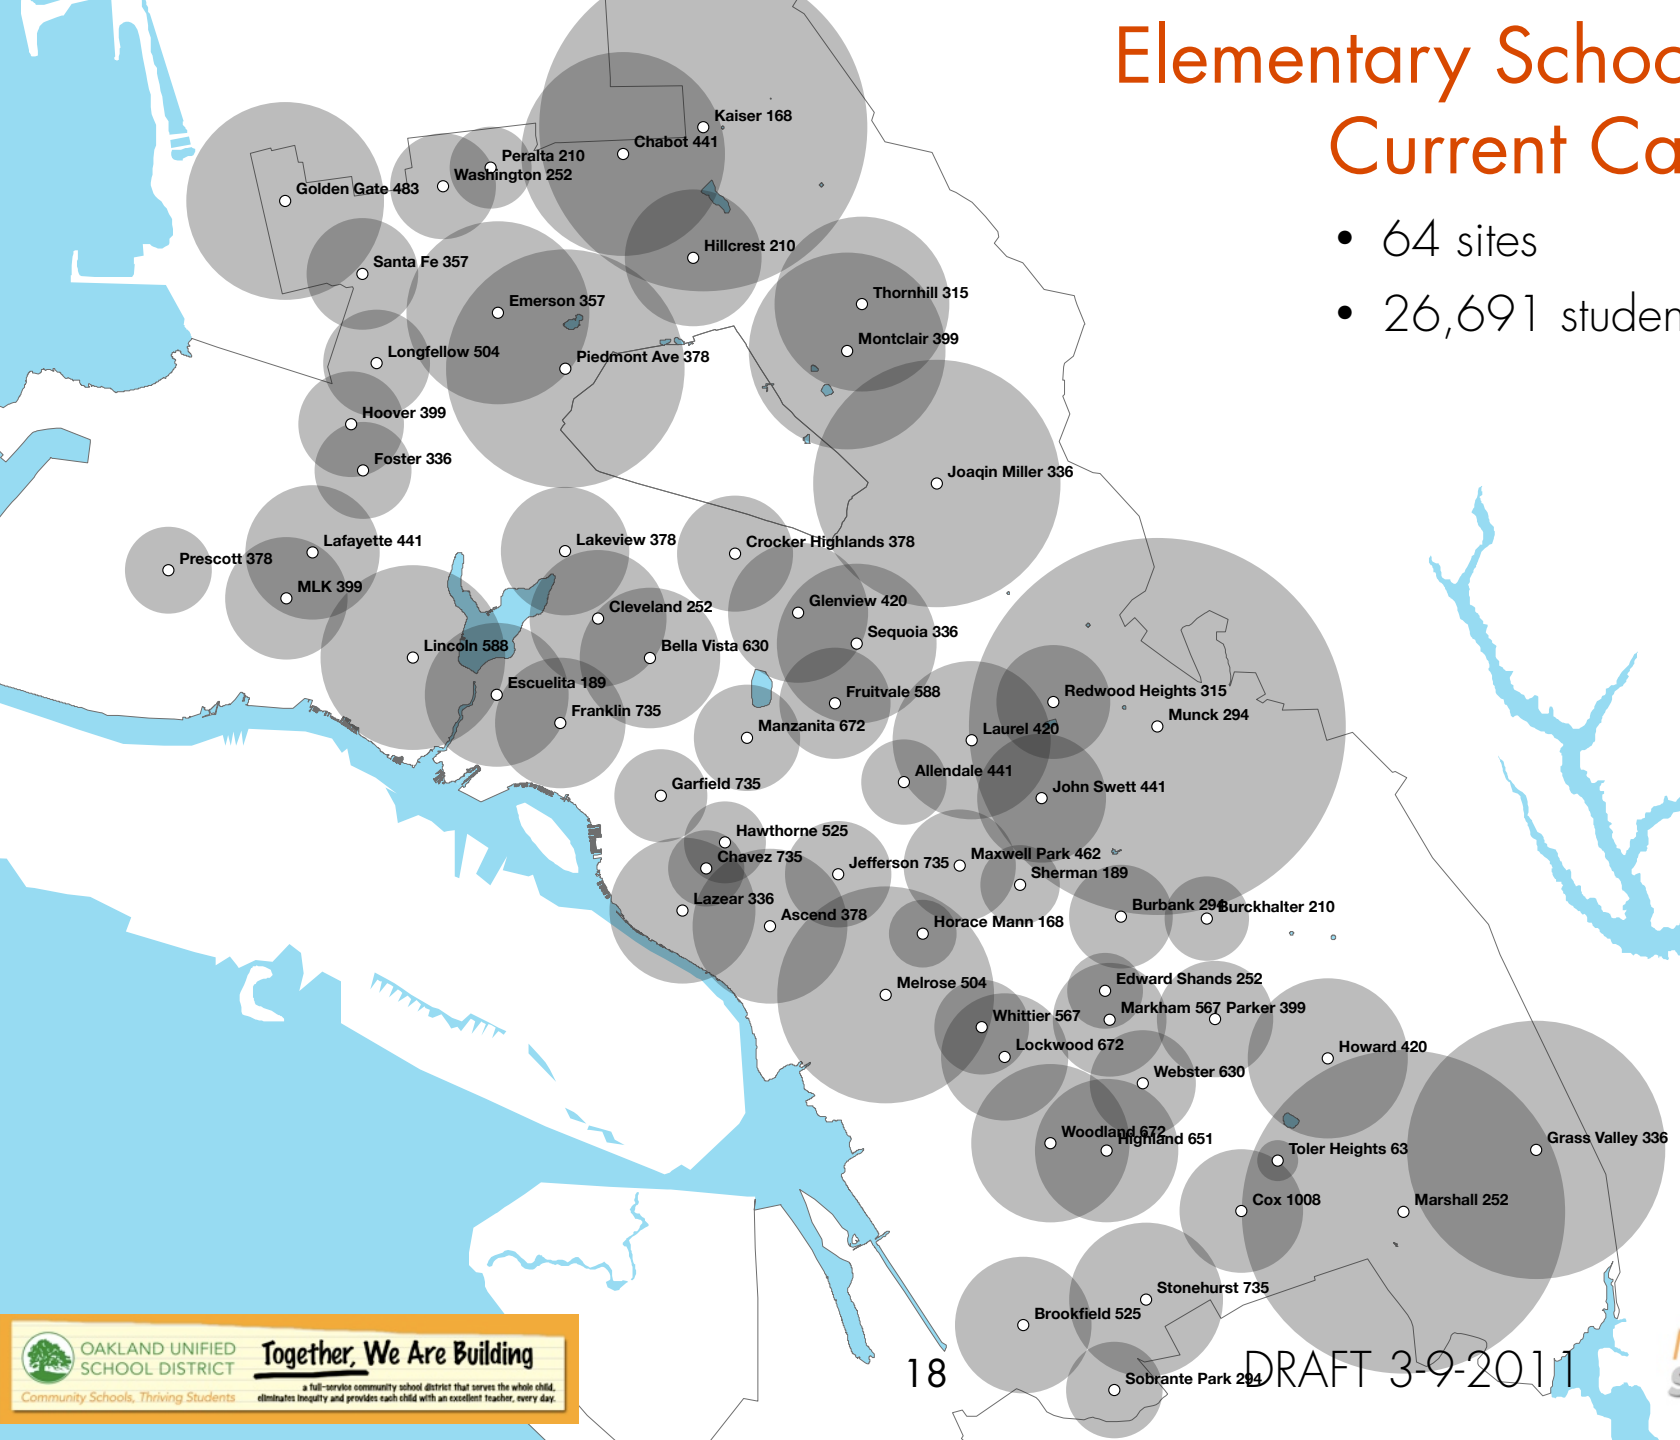 Elementary Schoo
Current Ca
• 64 sites
• 26,691 studen
Kaiser 168
Chabot 441
Peralta 210
Washington 252
Golden Gate 483
Hillcrest 210
Santa Fe 357
Thornhill 315
Emerson 357
Montclair 399
Longfellow 504
Piedmont Ave 378
Hoover 399
Foster 336
Joaqin Miller 336
Lafayette 441
Lakeview 378
Crocker Highlands 378
Prescott 378
MLK 399
Cleveland 252
Glenview 420
Sequoia 336
Lincoln 588
Bella Vista 630
Escuelita 189
Fruitvale 588
Redwood Heights 315
Franklin 735
Munck 294
Manzanita 672
Laurel 420
Allendale 441
Garfield 735
John Swett 441
Hawthorne 525
Chavez 735
Jefferson 735
Maxwell Park 462
Sherman 189
Lazear 336
Ascend 378
Burbank 294
Burckhalter 210
Horace Mann 168
Melrose 504
Edward Shands 252
Whittier 567
Markham 567
Parker 399
Lockwood 672
Howard 420
Webster 630
Woodland 672
Highland 651
Grass Valley 336
Toler Heights 63
Cox 1008
Marshall 252
Stonehurst 735
Brookfield 525
Sobrante Park 294
18
DRAFT 3-9-2011
OAKLAND UNIFIED
SCHOOL DISTRICT
Community Schools, Thriving Students
Together, We Are Building
a full-service community school district that serves the whole child,
eliminates inequity and provides each child with an excellent teacher, every day.